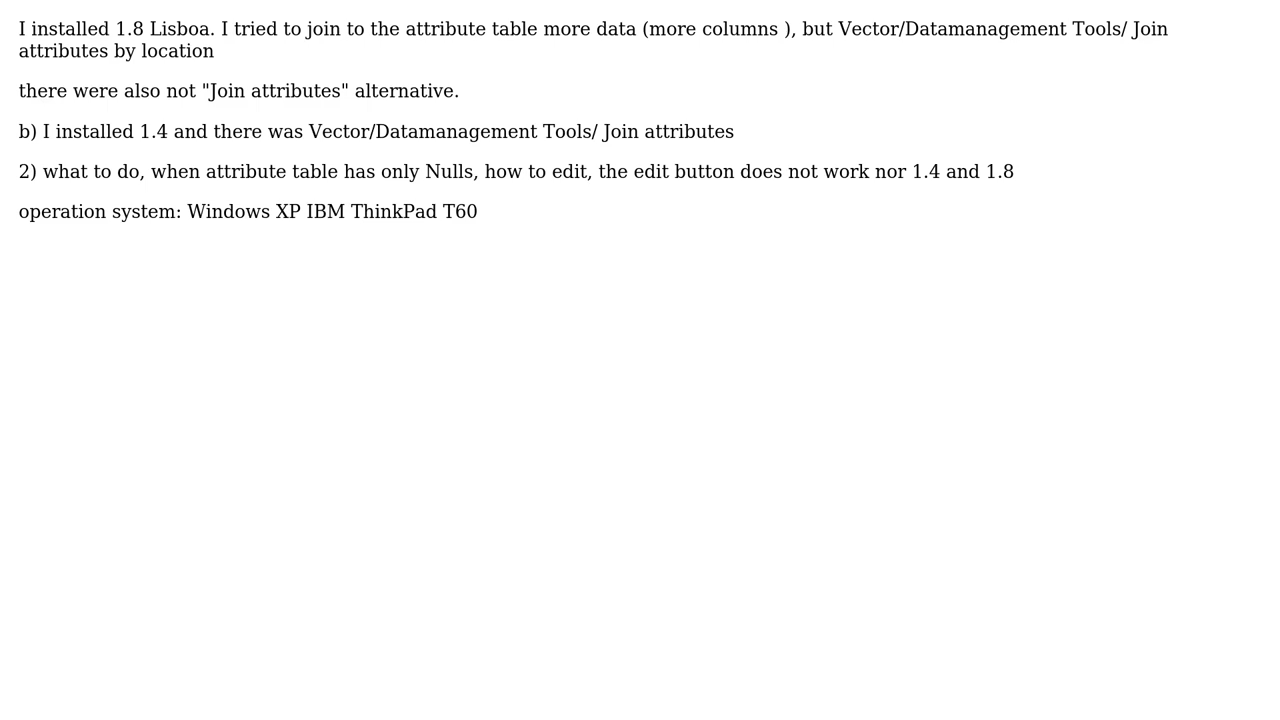 I installed 1.8 Lisboa. I tried to join to the attribute table more data (more columns ), but Vector/Datamanagement Tools/ Join
attributes by location
there were also not "Join attributes" alternative.
b) I installed 1.4 and there was Vector/Datamanagement Tools/ Join attributes
2) what to do, when attribute table has only Nulls, how to edit, the edit button does not work nor 1.4 and 1.8
operation system: Windows XP IBM ThinkPad T60